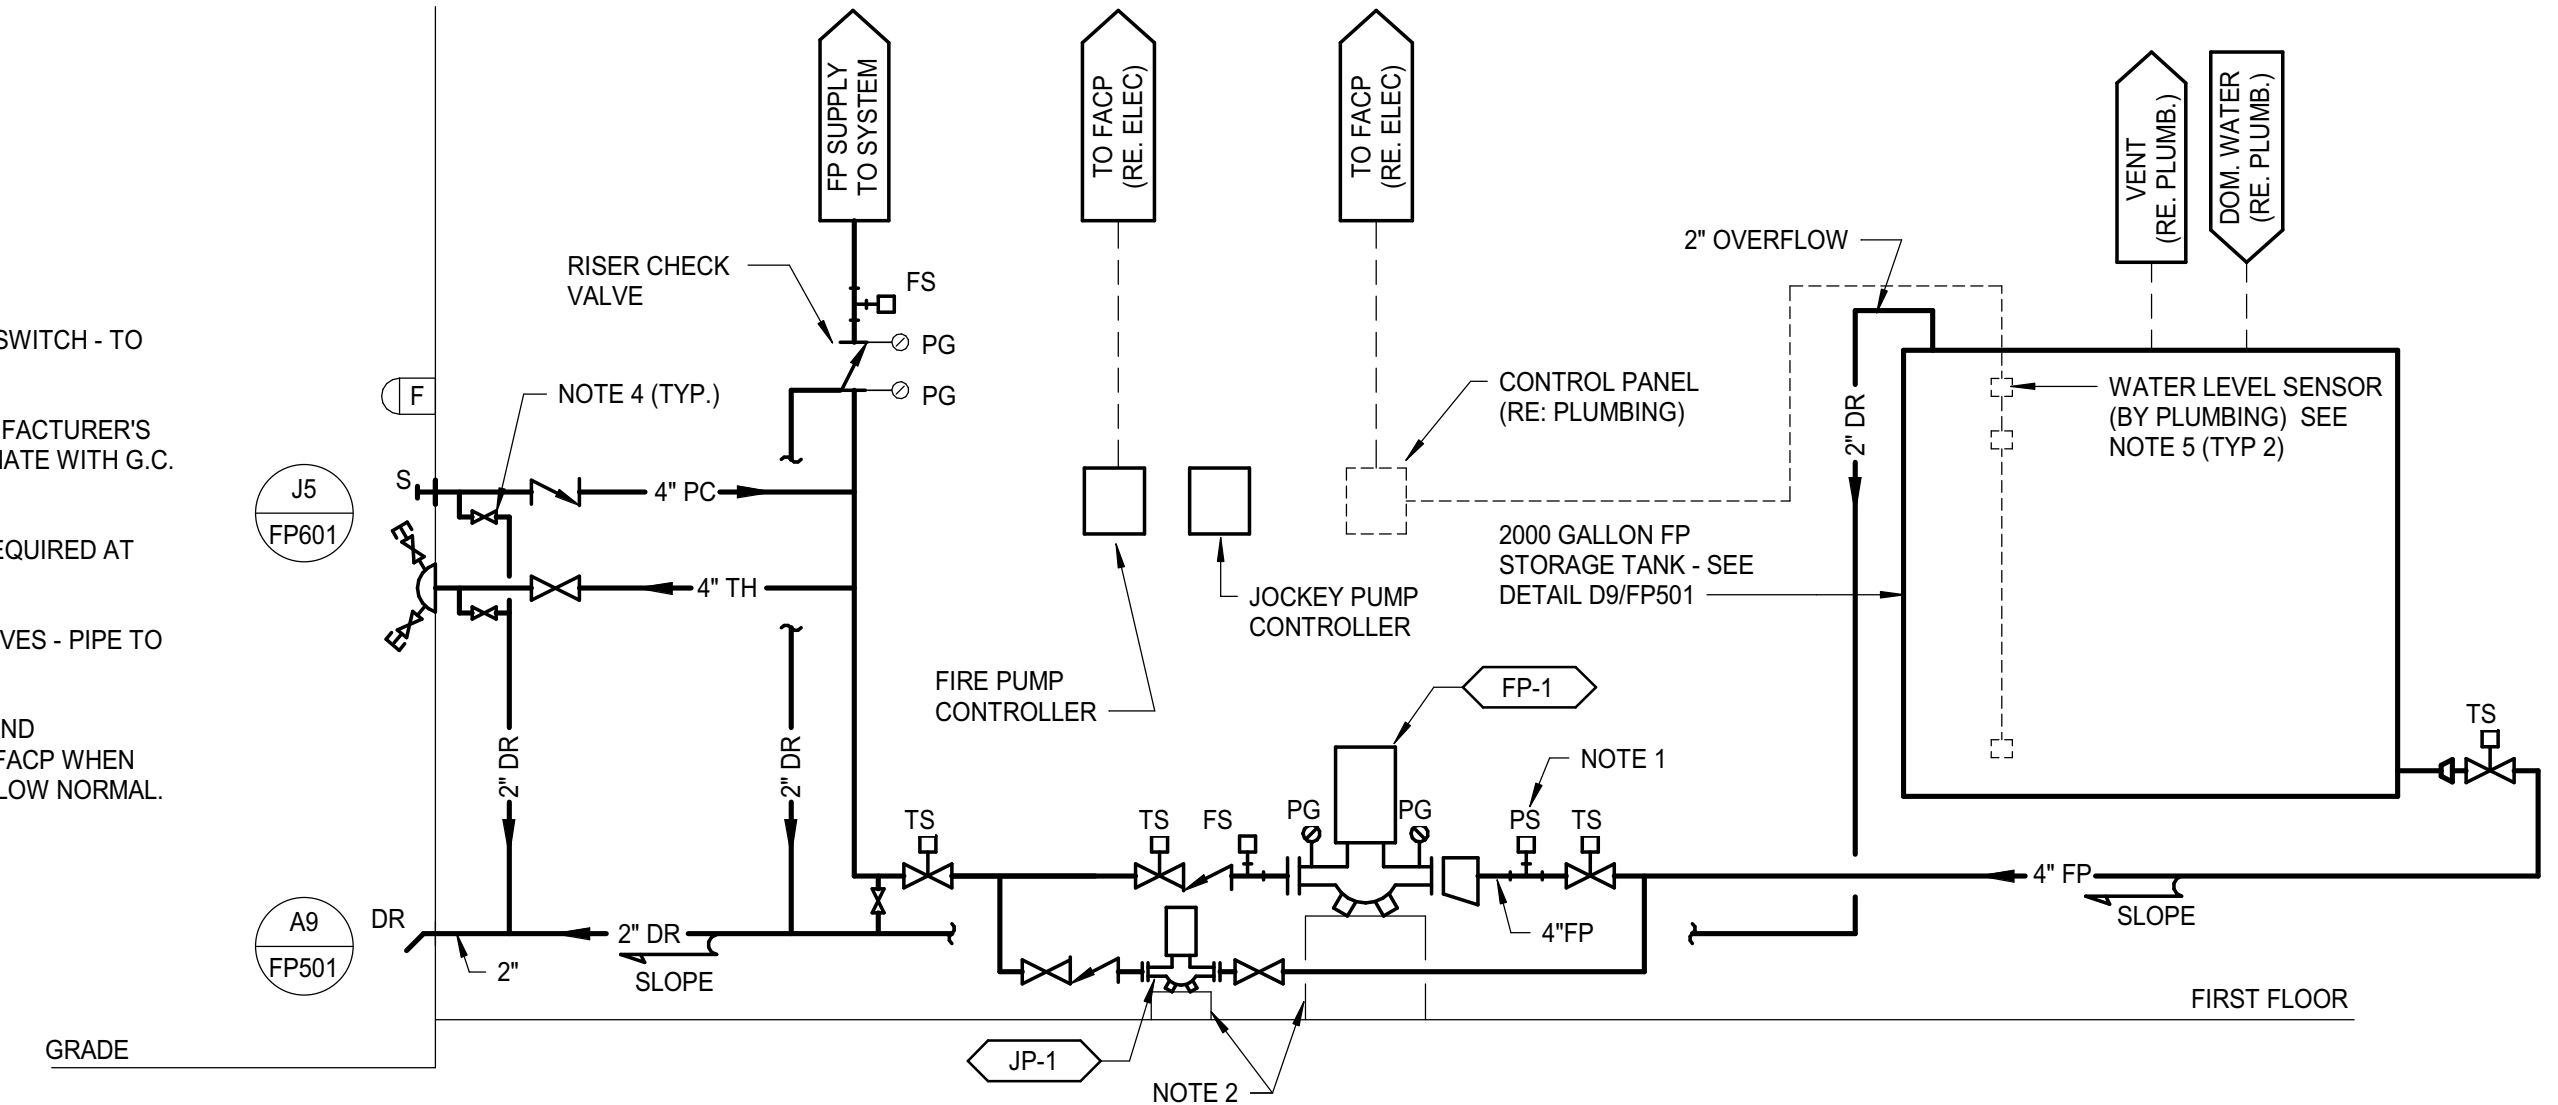 FP SUPPLY
TO SYSTEM
TO FACP
(RE. ELEC)
TO FACP
(RE. ELEC)
VENT
(RE. PLUMB.)
DOM. WATER
(RE. PLUMB.)
2" OVERFLOW
RISER CHECK
VALVE
FS
PG
PG
SWITCH - TO
FACTURER'S
IATE WITH G.C.
EQUIRED AT
VES - PIPE TO
ND
FACP WHEN
LOW NORMAL.
F
NOTE 4 (TYP.)
CONTROL PANEL
(RE: PLUMBING)
WATER LEVEL SENSOR
(BY PLUMBING) SEE
NOTE 5 (TYP 2)
2" DR
J5
FP601
S
4" PC
4" TH
2000 GALLON FP
STORAGE TANK - SEE
DETAIL D9/FP501
JOCKEY PUMP
CONTROLLER
FIRE PUMP
CONTROLLER
FP-1
TS
2" DR
2" DR
NOTE 1
TS
TS
FS
PG
PG
PS
TS
4" FP
SLOPE
A9
FP501
DR
2"
2" DR
SLOPE
4"FP
FIRST FLOOR
GRADE
JP-1
NOTE 2